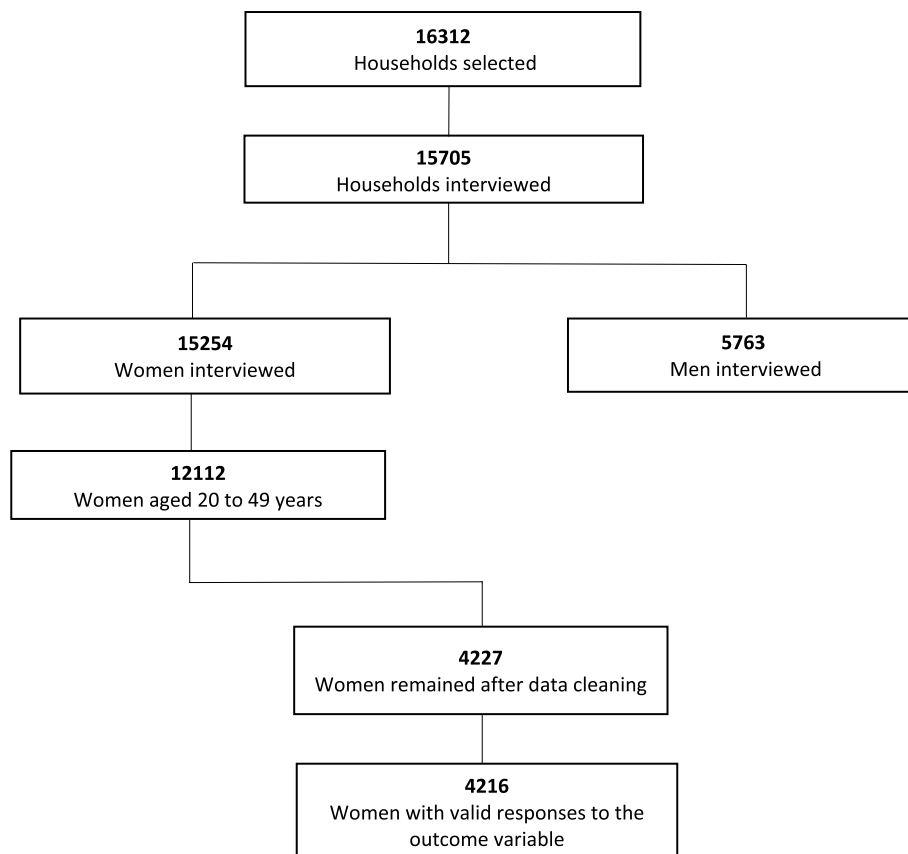 16312
Households selected
15705
Households interviewed
15254
Women interviewed
5763
Men interviewed
12112
Women aged 20 to 49 years
4227
Women remained after data cleaning
4216
Women with valid responses to the
outcome variable